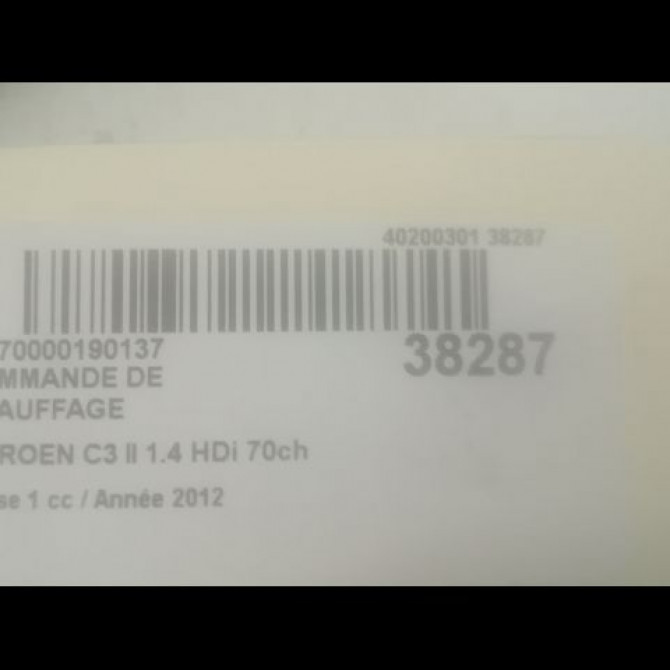 40200301 38287
70000190137
38287
MMANDE DE
AUFFAGE
ROEN C3 II 1.4 HDi 70ch
se 1 cc / Année 2012